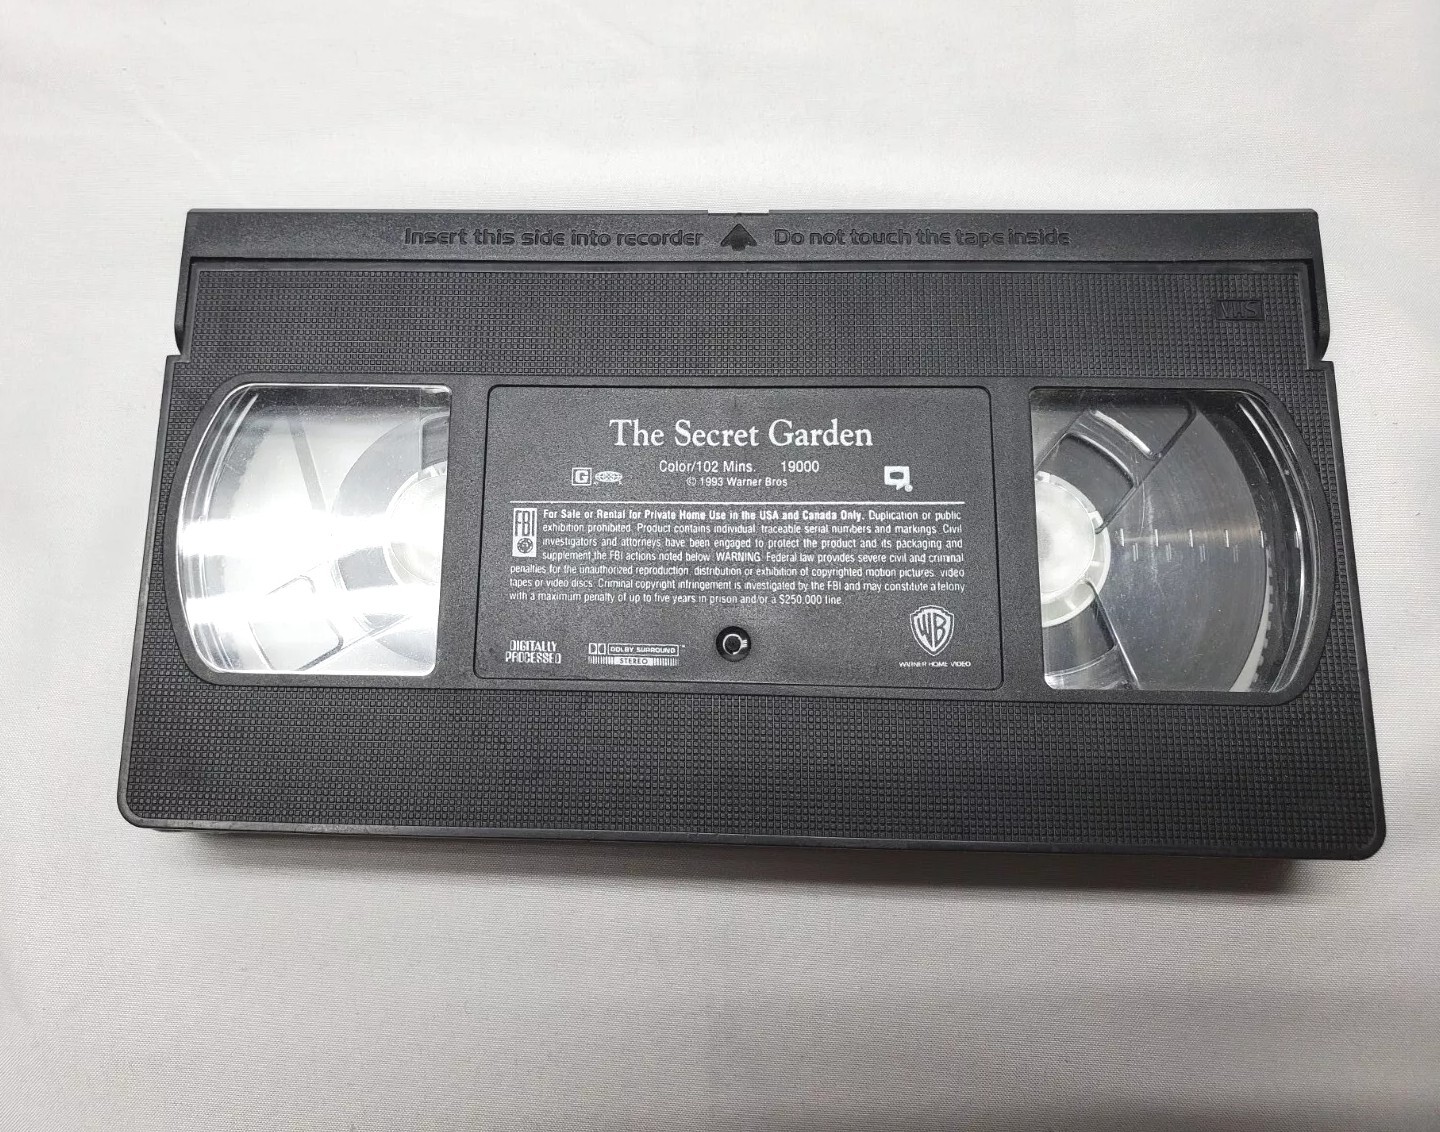 Insert this side into recorder Do not touch the tape inside
VHS
The Secret Garden
Color/102 Mins. 19000
G
© 1993 Warner Bros
FBI
For Sale or Rental for Private Home Use in the USA and Canada Only. Duplication or public
exhibition prohibited. Product contains individual, traceable serial numbers and markings. Civil
investigators and attorneys have been engaged to protect the product and its packaging and
supplement the FBI actions noted below. WARNING: Federal law provides severe civil and criminal
penalties for the unauthorized reproduction, distribution or exhibition of copyrighted motion pictures, video
tapes or video discs. Criminal copyright infringement is investigated by the FBI and may constitute a felony
with a maximum penalty of up to five years in prison and/or a $250,000 fine.
DIGITALLY
PROCESSED
DOLBY SURROUND
STEREO
WB
WARNER HOME VIDEO